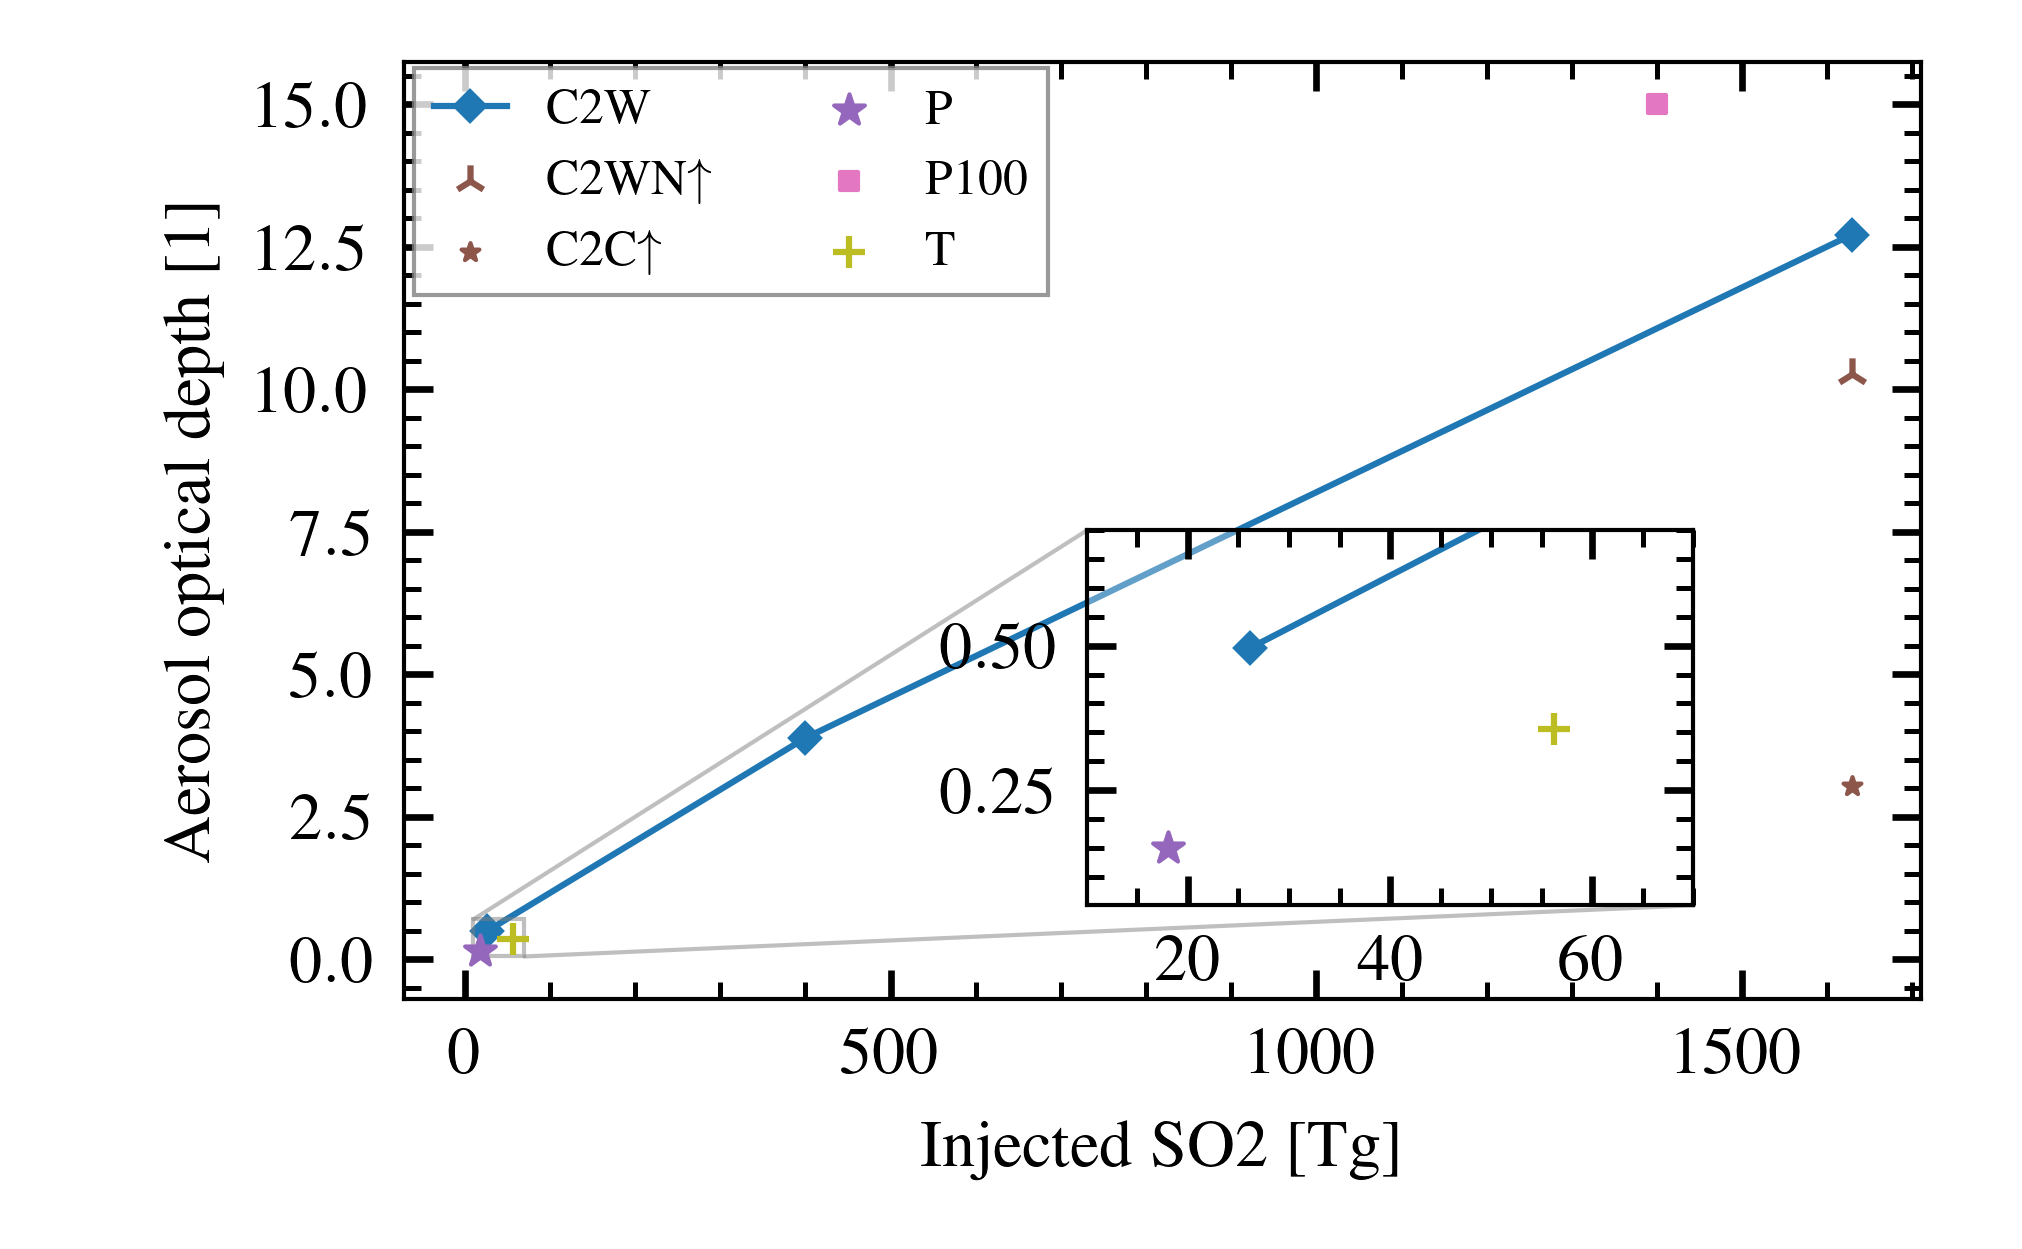 15.0
12.5
10.0
7.5
5.0
2.5
0.0
Aerosol optical depth [1]
C2W
C2WN↑
C2C↑
P
P100
T
0.50
0.25
20 40 60
0 500 1000 1500
Injected SO2 [Tg]